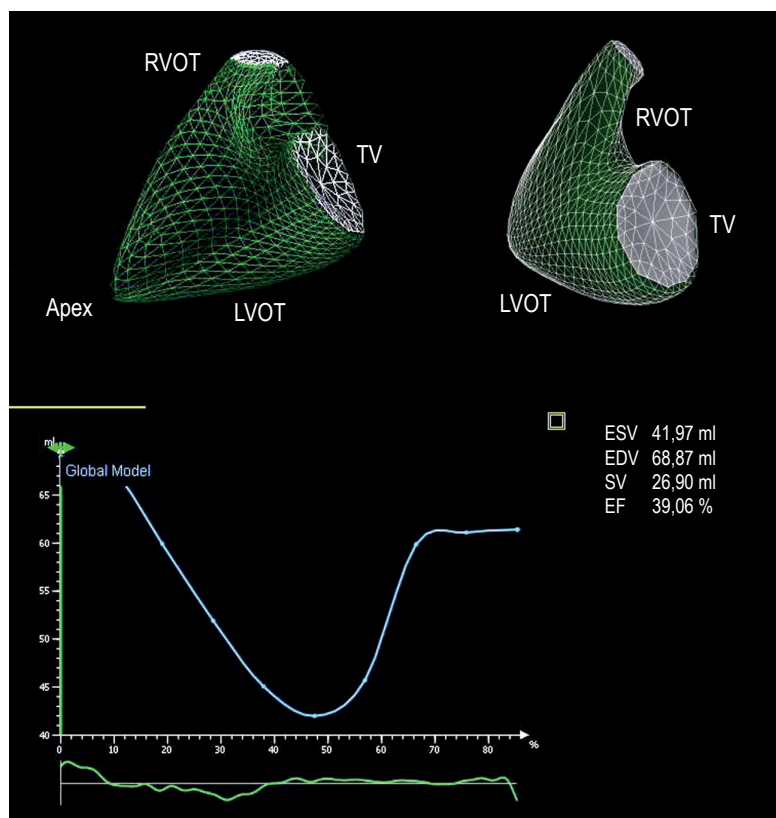 RVOT
TV
Apex
LVOT
RVOT
TV
LVOT
ESV 41,97 ml
EDV 68,87 ml
SV 26,90 ml
EF 39,06 %
ml
Global Model
65
60
55
50
45
40
0 10 20 30 40 50 60 70 80 %